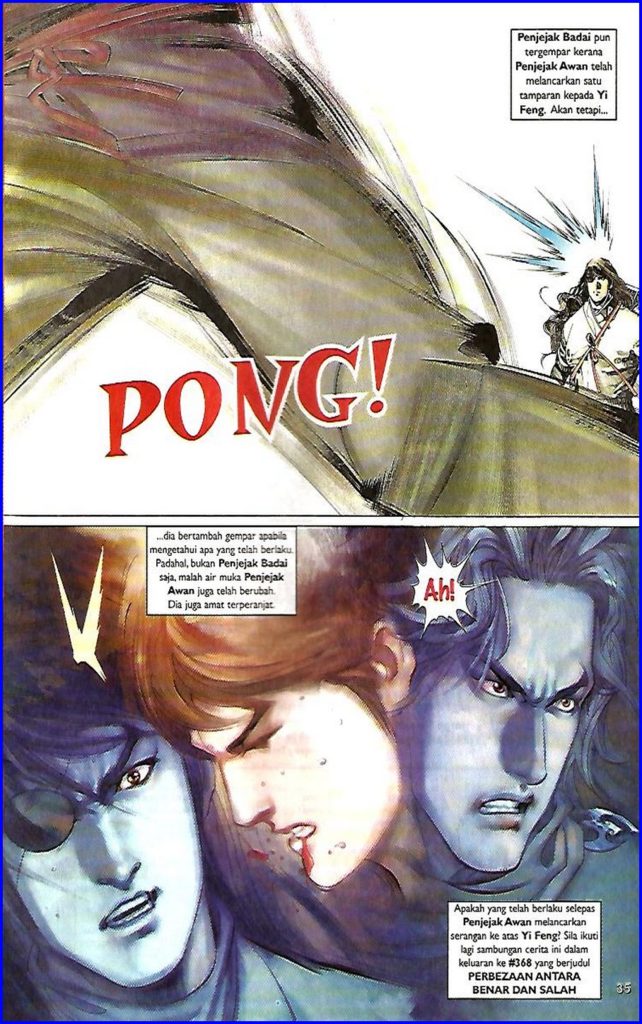 Penjejak Badai pun
tergempar kerana
Penjejak Awan telah
melancarkan satu
tamparan kepada Yi
Feng. Akan tetapi...
PONG!
...dia bertambah gempar apabila
mengetahui apa yang telah berlaku.
Padahal, bukan Penjejak Badai
saja, malah air muka Penjejak
Awan juga telah berubah.
Dia juga amat terperanjat.
Ah!
Apakah yang telah berlaku selepas
Penjejak Awan melancarkan
serangan ke atas Yi Feng? Sila ikuti
lagi sambungan cerita ini dalam
keluaran ke #368 yang berjudul
PERBEZAAN ANTARA
BENAR DAN SALAH
35